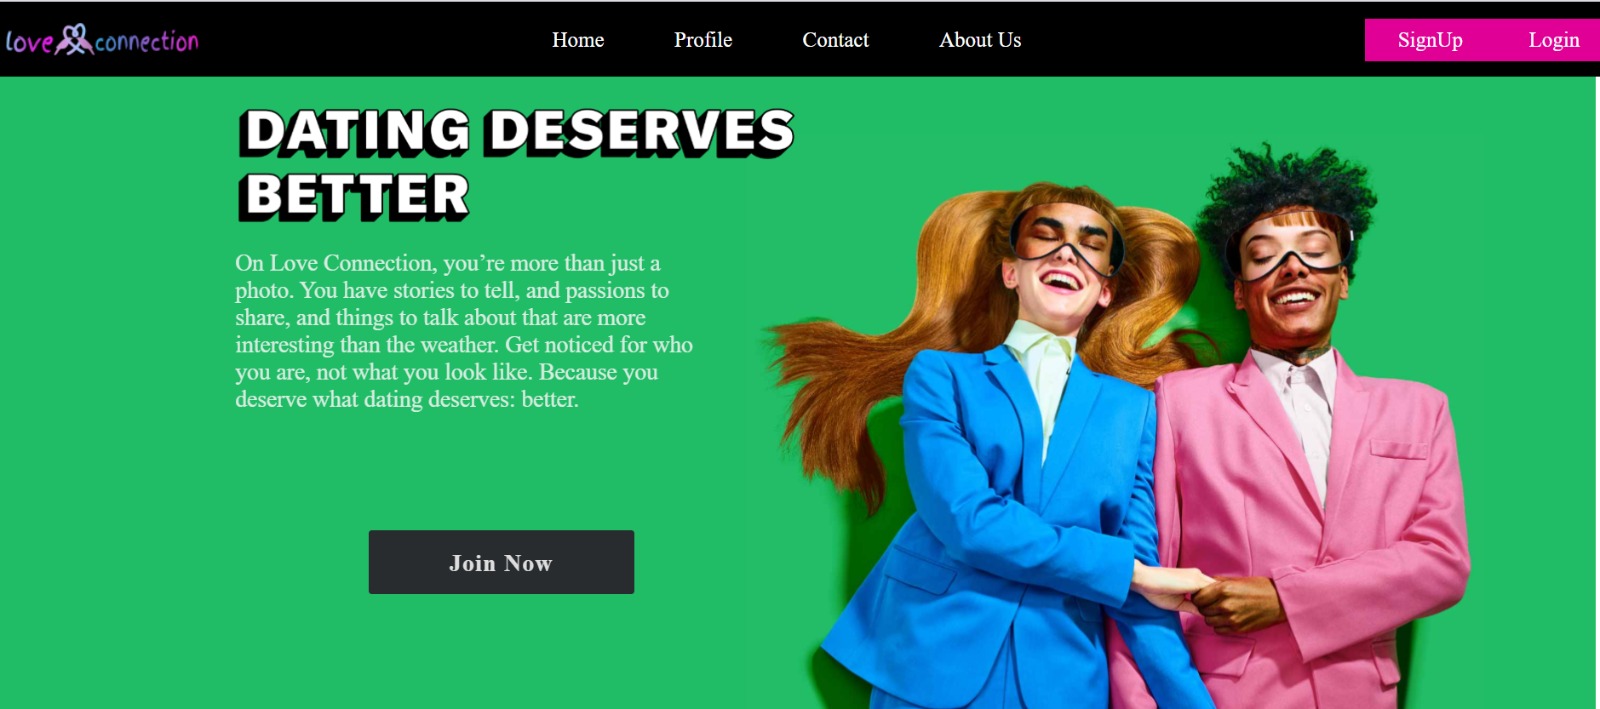 love connection
Home Profile Contact About Us SignUp Login
DATING DESERVES
BETTER
On Love Connection, you’re more than just a
photo. You have stories to tell, and passions to
share, and things to talk about that are more
interesting than the weather. Get noticed for who
you are, not what you look like. Because you
deserve what dating deserves: better.
Join Now